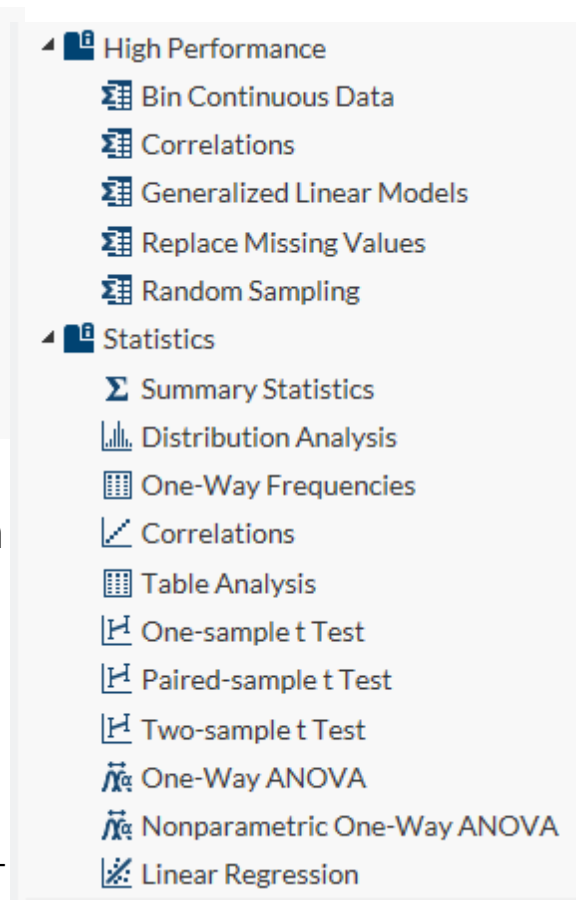 High Performance
Bin Continuous Data
Correlations
Generalized Linear Models
Replace Missing Values
Random Sampling
Statistics
Summary Statistics
Distribution Analysis
One-Way Frequencies
Correlations
Table Analysis
One-sample t Test
Paired-sample t Test
Two-sample t Test
One-Way ANOVA
Nonparametric One-Way ANOVA
Linear Regression